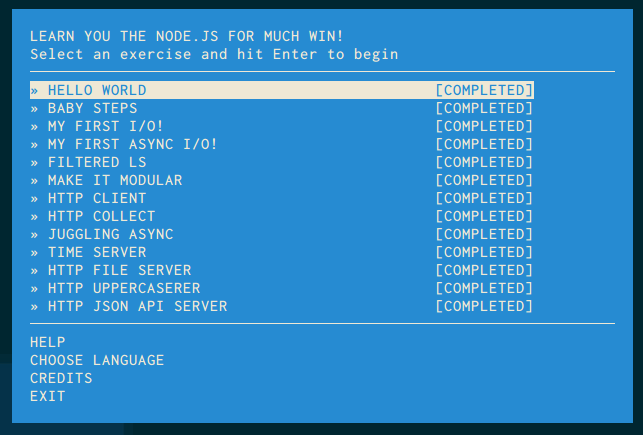 LEARN YOU THE NODE.JS FOR MUCH WIN!
Select an exercise and hit Enter to begin
» HELLO WORLD [COMPLETED]
» BABY STEPS [COMPLETED]
» MY FIRST I/O! [COMPLETED]
» MY FIRST ASYNC I/O! [COMPLETED]
» FILTERED LS [COMPLETED]
» MAKE IT MODULAR [COMPLETED]
» HTTP CLIENT [COMPLETED]
» HTTP COLLECT [COMPLETED]
» JUGGLING ASYNC [COMPLETED]
» TIME SERVER [COMPLETED]
» HTTP FILE SERVER [COMPLETED]
» HTTP UPPERCASERER [COMPLETED]
» HTTP JSON API SERVER [COMPLETED]
HELP
CHOOSE LANGUAGE
CREDITS
EXIT